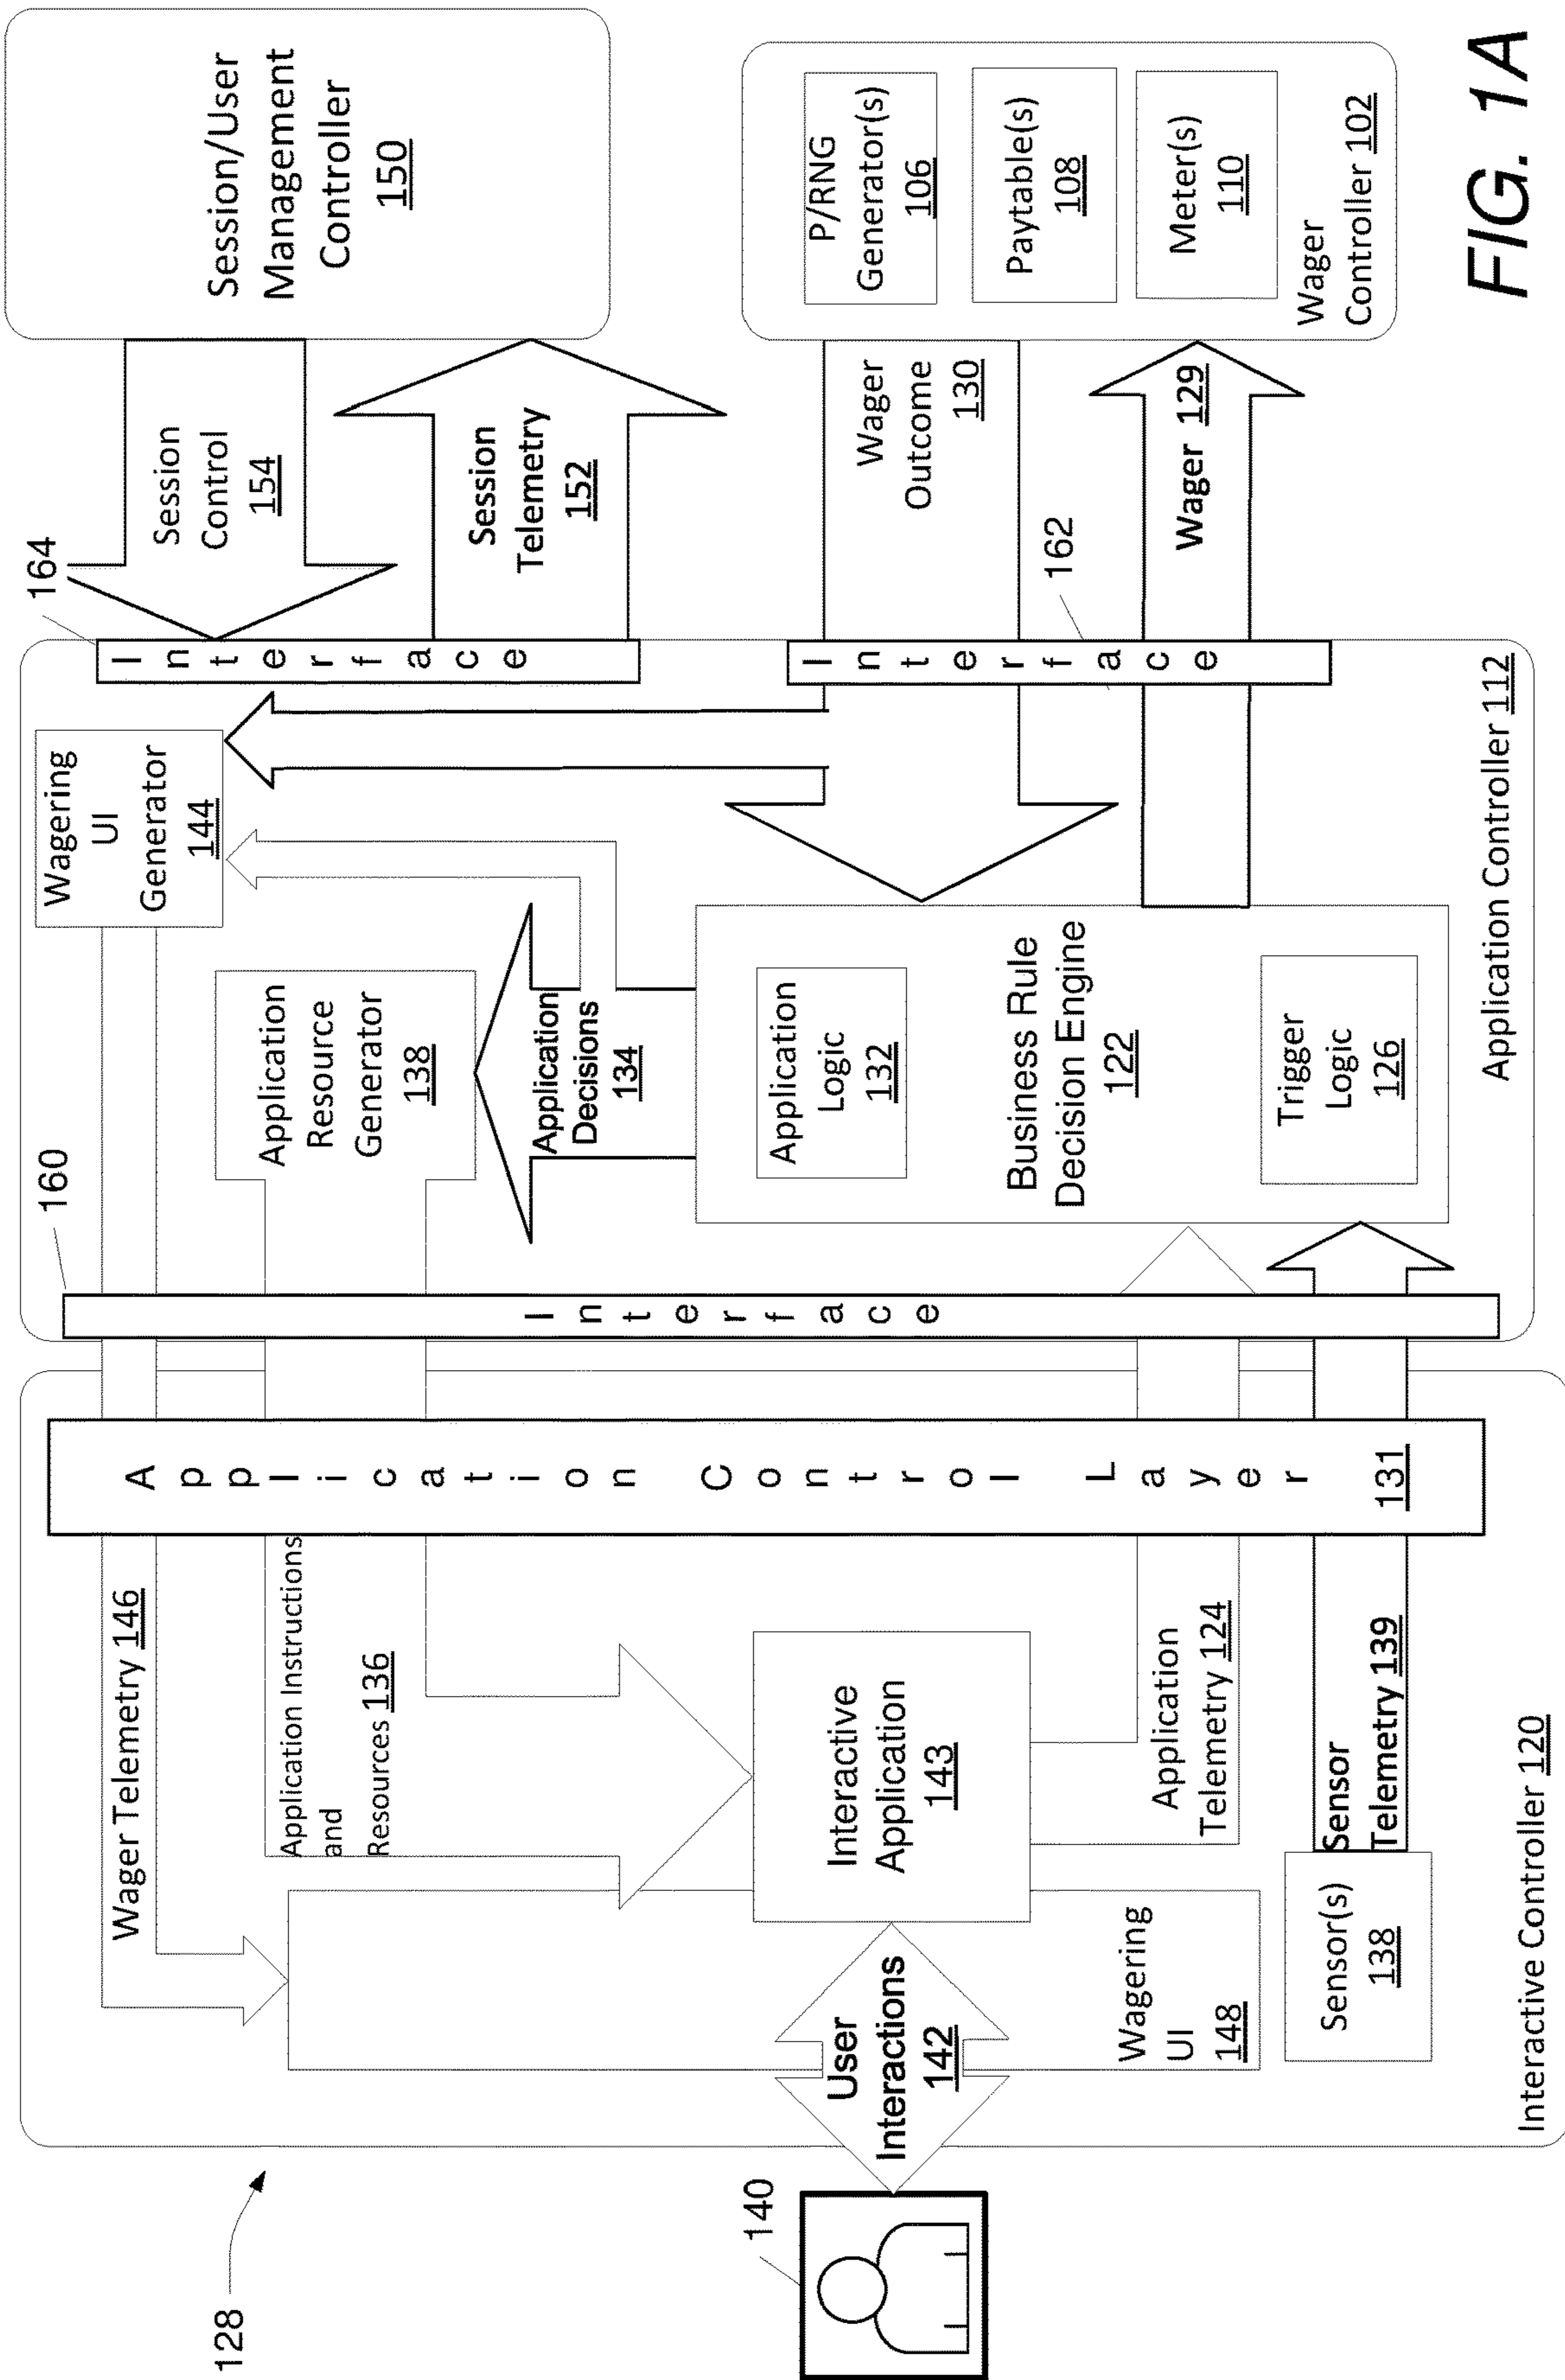 128
140
User
Interactions
142
Wager Telemetry 146
Application Instructions
and
Resources 136
Interactive
Application
143
Wagering
UI
148
Application
Telemetry 124
Sensor(s)
138
Sensor
Telemetry 139
Interactive Controller 120
Application Control Layer 131
160
Interface
Wagering
UI
Generator
144
Application
Resource
Generator
138
Application
Decisions
134
Application
Logic
132
Business Rule
Decision Engine
122
Trigger
Logic
126
Application Controller 112
164
Interface
Interface
162
Session
Control
154
Session
Telemetry
152
Wager
Outcome
130
Wager 129
Session/User
Management
Controller
150
P/RNG
Generator(s)
106
Paytable(s)
108
Meter(s)
110
Wager
Controller 102
FIG. 1A